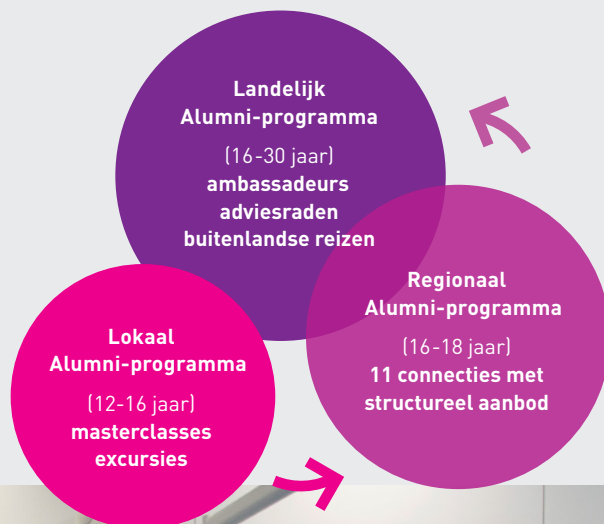 Landelijk
Alumni-programma
(16-30 jaar)
ambassadeurs
adviesraden
buitenlandse reizen
Regionaal
Alumni-programma
(16-18 jaar)
11 connecties met
structureel aanbod
Lokaal
Alumni-programma
(12-16 jaar)
masterclasses
excursies